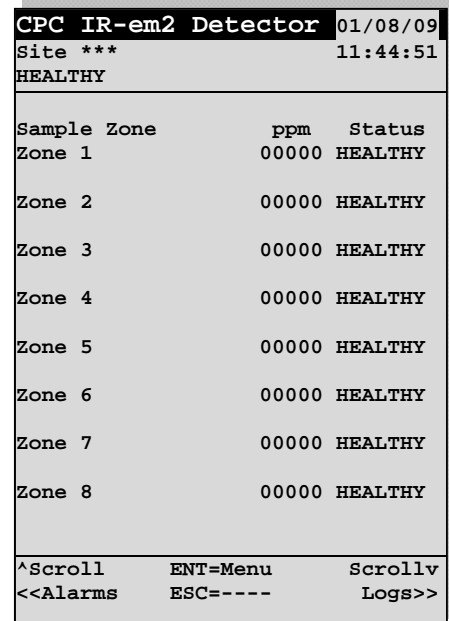 CPC IR-em2 Detector 01/08/09
Site *** 11:44:51
HEALTHY
Sample Zone ppm Status
Zone 1 00000 HEALTHY
Zone 2 00000 HEALTHY
Zone 3 00000 HEALTHY
Zone 4 00000 HEALTHY
Zone 5 00000 HEALTHY
Zone 6 00000 HEALTHY
Zone 7 00000 HEALTHY
Zone 8 00000 HEALTHY
^Scroll ENT=Menu Scrollv
<<Alarms ESC=---- Logs>>